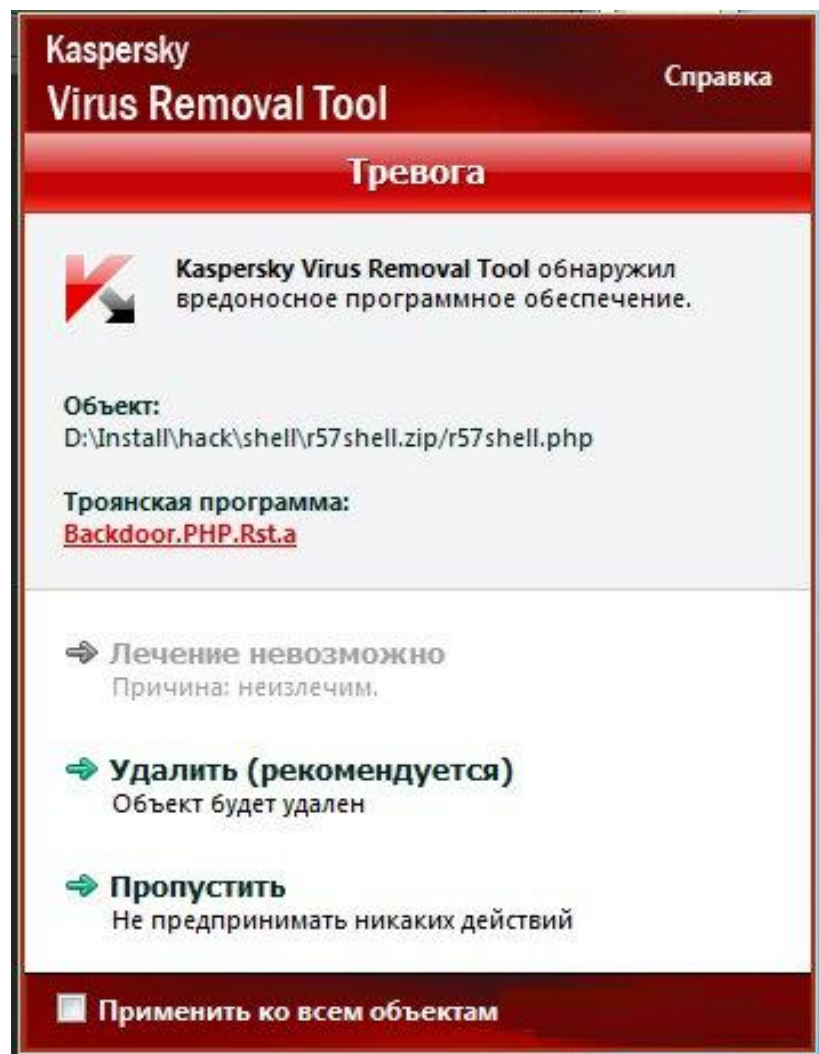 Kaspersky
Virus Removal Tool
Справка
Тревога
Kaspersky Virus Removal Tool обнаружил
вредоносное программное обеспечение.
Объект:
D:\Install\hack\shell\r57shell.zip/r57shell.php
Троянская программа:
Backdoor.PHP.Rst.a
Лечение невозможно
Причина: неизлечим.
Удалить (рекомендуется)
Объект будет удален
Пропустить
Не предпринимать никаких действий
Применить ко всем объектам